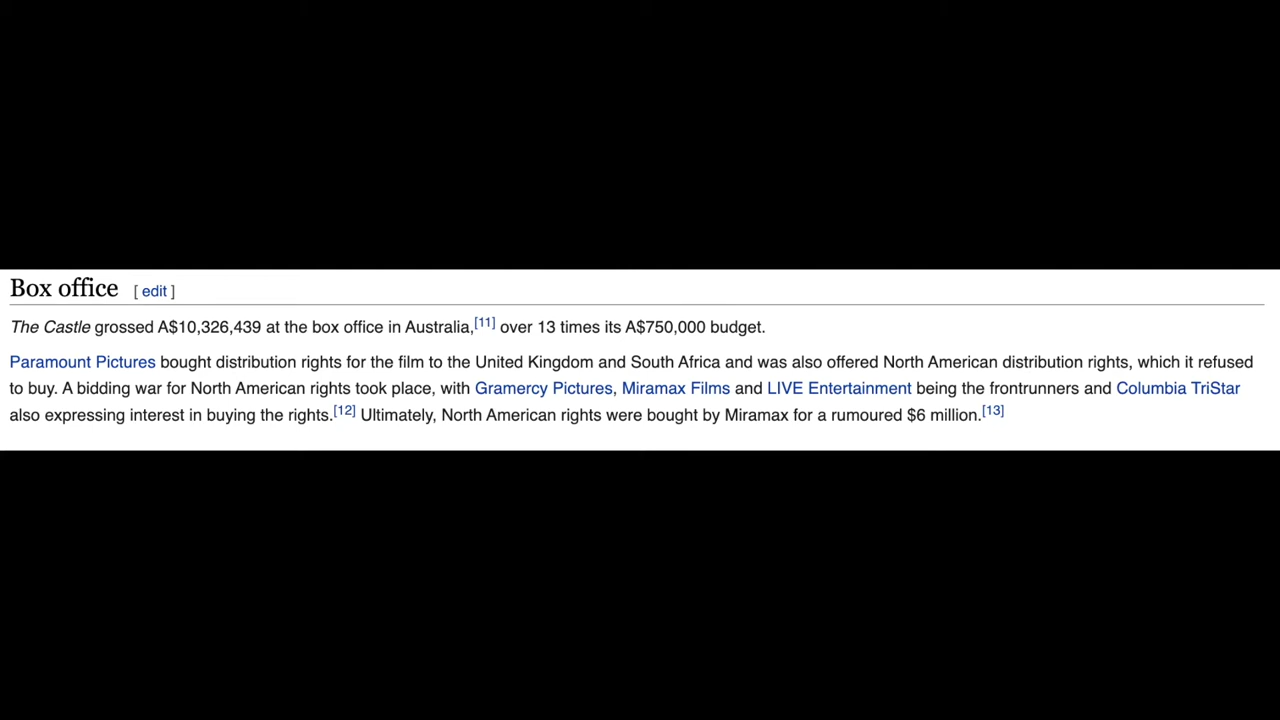 Box office [ edit ]
The Castle grossed A$10,326,439 at the box office in Australia,[11] over 13 times its A$750,000 budget.
Paramount Pictures bought distribution rights for the film to the United Kingdom and South Africa and was also offered North American distribution rights, which it refused
to buy. A bidding war for North American rights took place, with Gramercy Pictures, Miramax Films and LIVE Entertainment being the frontrunners and Columbia TriStar
also expressing interest in buying the rights.[12] Ultimately, North American rights were bought by Miramax for a rumoured $6 million.[13]